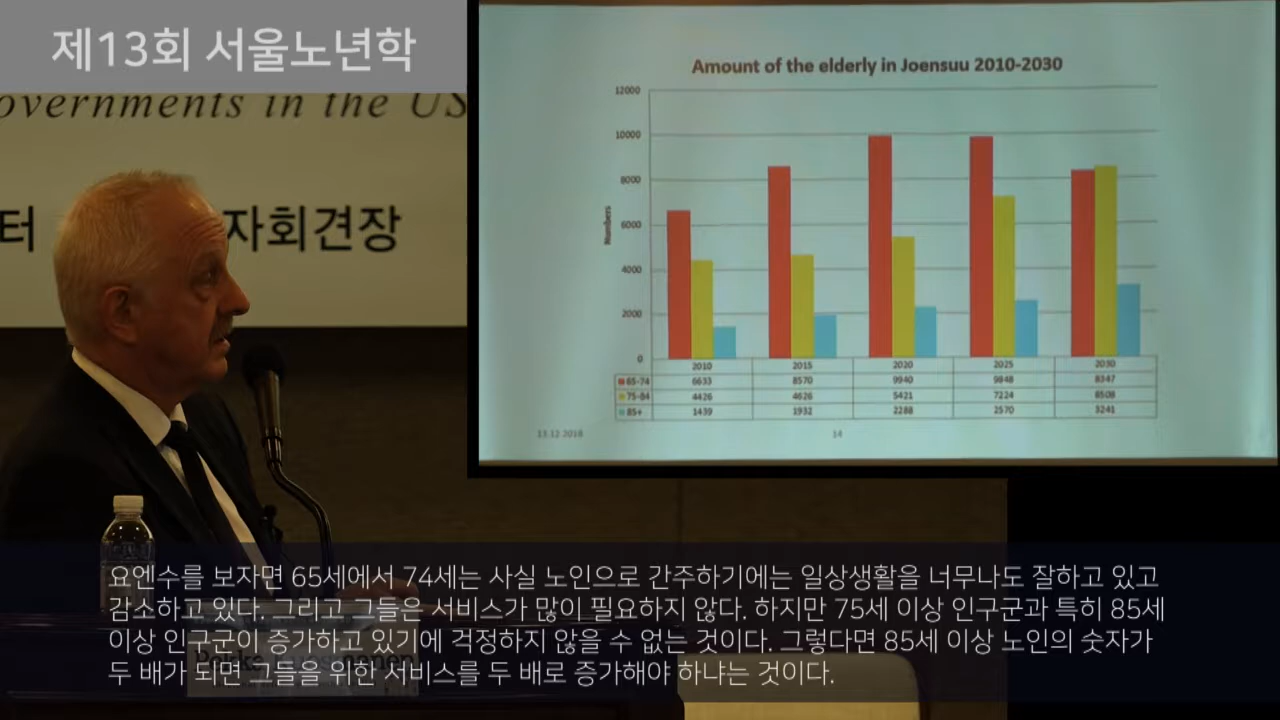 제13회 서울노년학
overnments in the US
터
자회견장
Amount of the elderly in Joensuu 2010-2030
Numbers
12000
10000
8000
6000
4000
2000
0
2010 2015 2020 2025 2030
65-74 6633 8570 9940 9848 8347
75-84 4426 4626 5421 7224 8508
85+ 1439 1932 2288 2570 3241
13.12 2018 14
요엔수를 보자면 65세에서 74세는 사실 노인으로 간주하기에는 일상생활을 너무나도 잘하고 있고
감소하고 있다. 그리고 그들은 서비스가 많이 필요하지 않다. 하지만 75세 이상 인구군과 특히 85세
이상 인구군이 증가하고 있기에 걱정하지 않을 수 없는 것이다. 그렇다면 85세 이상 노인의 숫자가
두 배가 되면 그들을 위한 서비스를 두 배로 증가해야 하냐는 것이다.